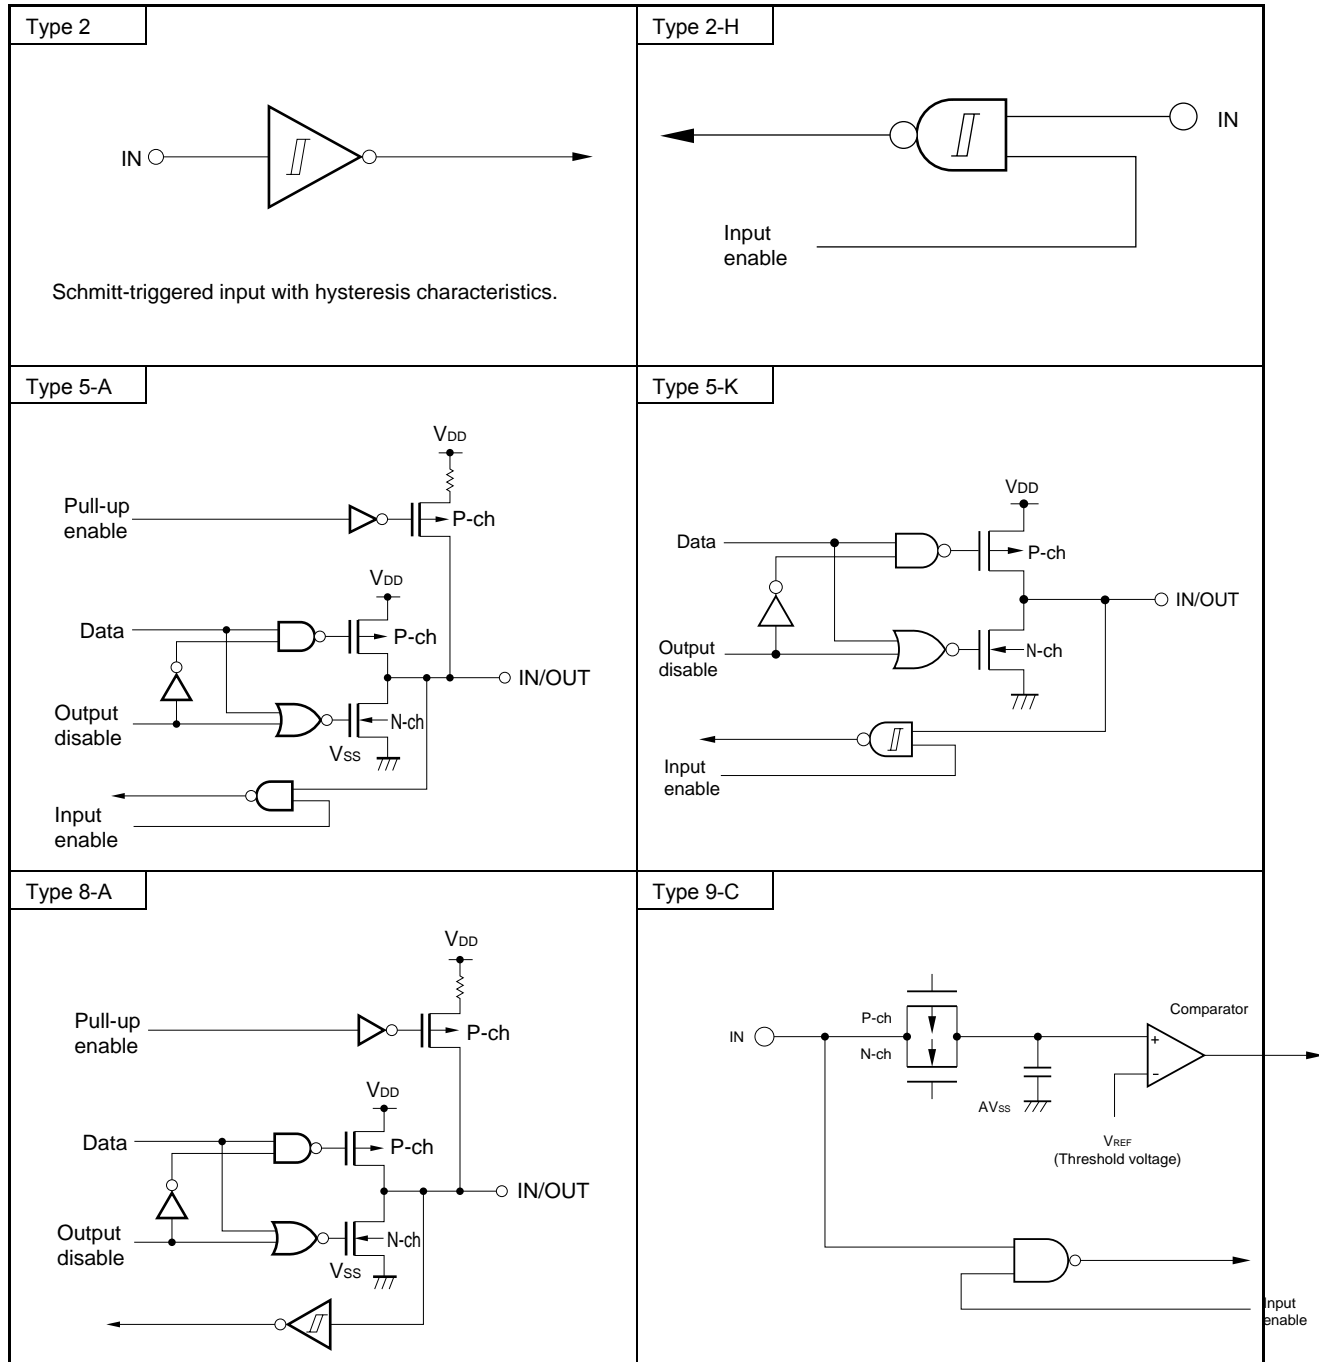 Type 2
IN
Schmitt-triggered input with hysteresis characteristics.
Type 2-H
IN
Input
enable
Type 5-A
VDD
Pull-up
enable
P-ch
VDD
Data
P-ch
IN/OUT
Output
disable
N-ch
VSS
Input
enable
Type 5-K
VDD
Data
P-ch
IN/OUT
Output
disable
N-ch
Input
enable
Type 8-A
VDD
Pull-up
enable
P-ch
VDD
Data
P-ch
IN/OUT
Output
disable
N-ch
VSS
Type 9-C
Comparator
P-ch
IN
N-ch
+
−
AVSS
VREF
(Threshold voltage)
Input
enable